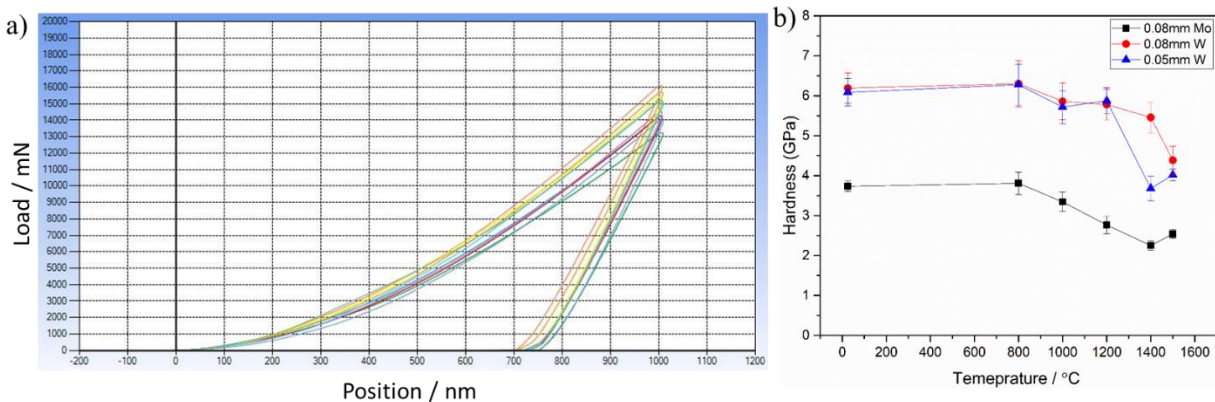 a)
20000
19000
18000
17000
16000
15000
14000
13000
12000
11000
10000
9000
8000
7000
6000
5000
4000
3000
2000
1000
0
Load / mN
-200 -100 0 100 200 300 400 500 600 700 800 900 1000 1100 1200
Position / nm
b)
8
7
6
5
4
3
2
1
0
Hardness (GPa)
0.08mm Mo
0.08mm W
0.05mm W
0 200 400 600 800 1000 1200 1400 1600
Temeprature / °C